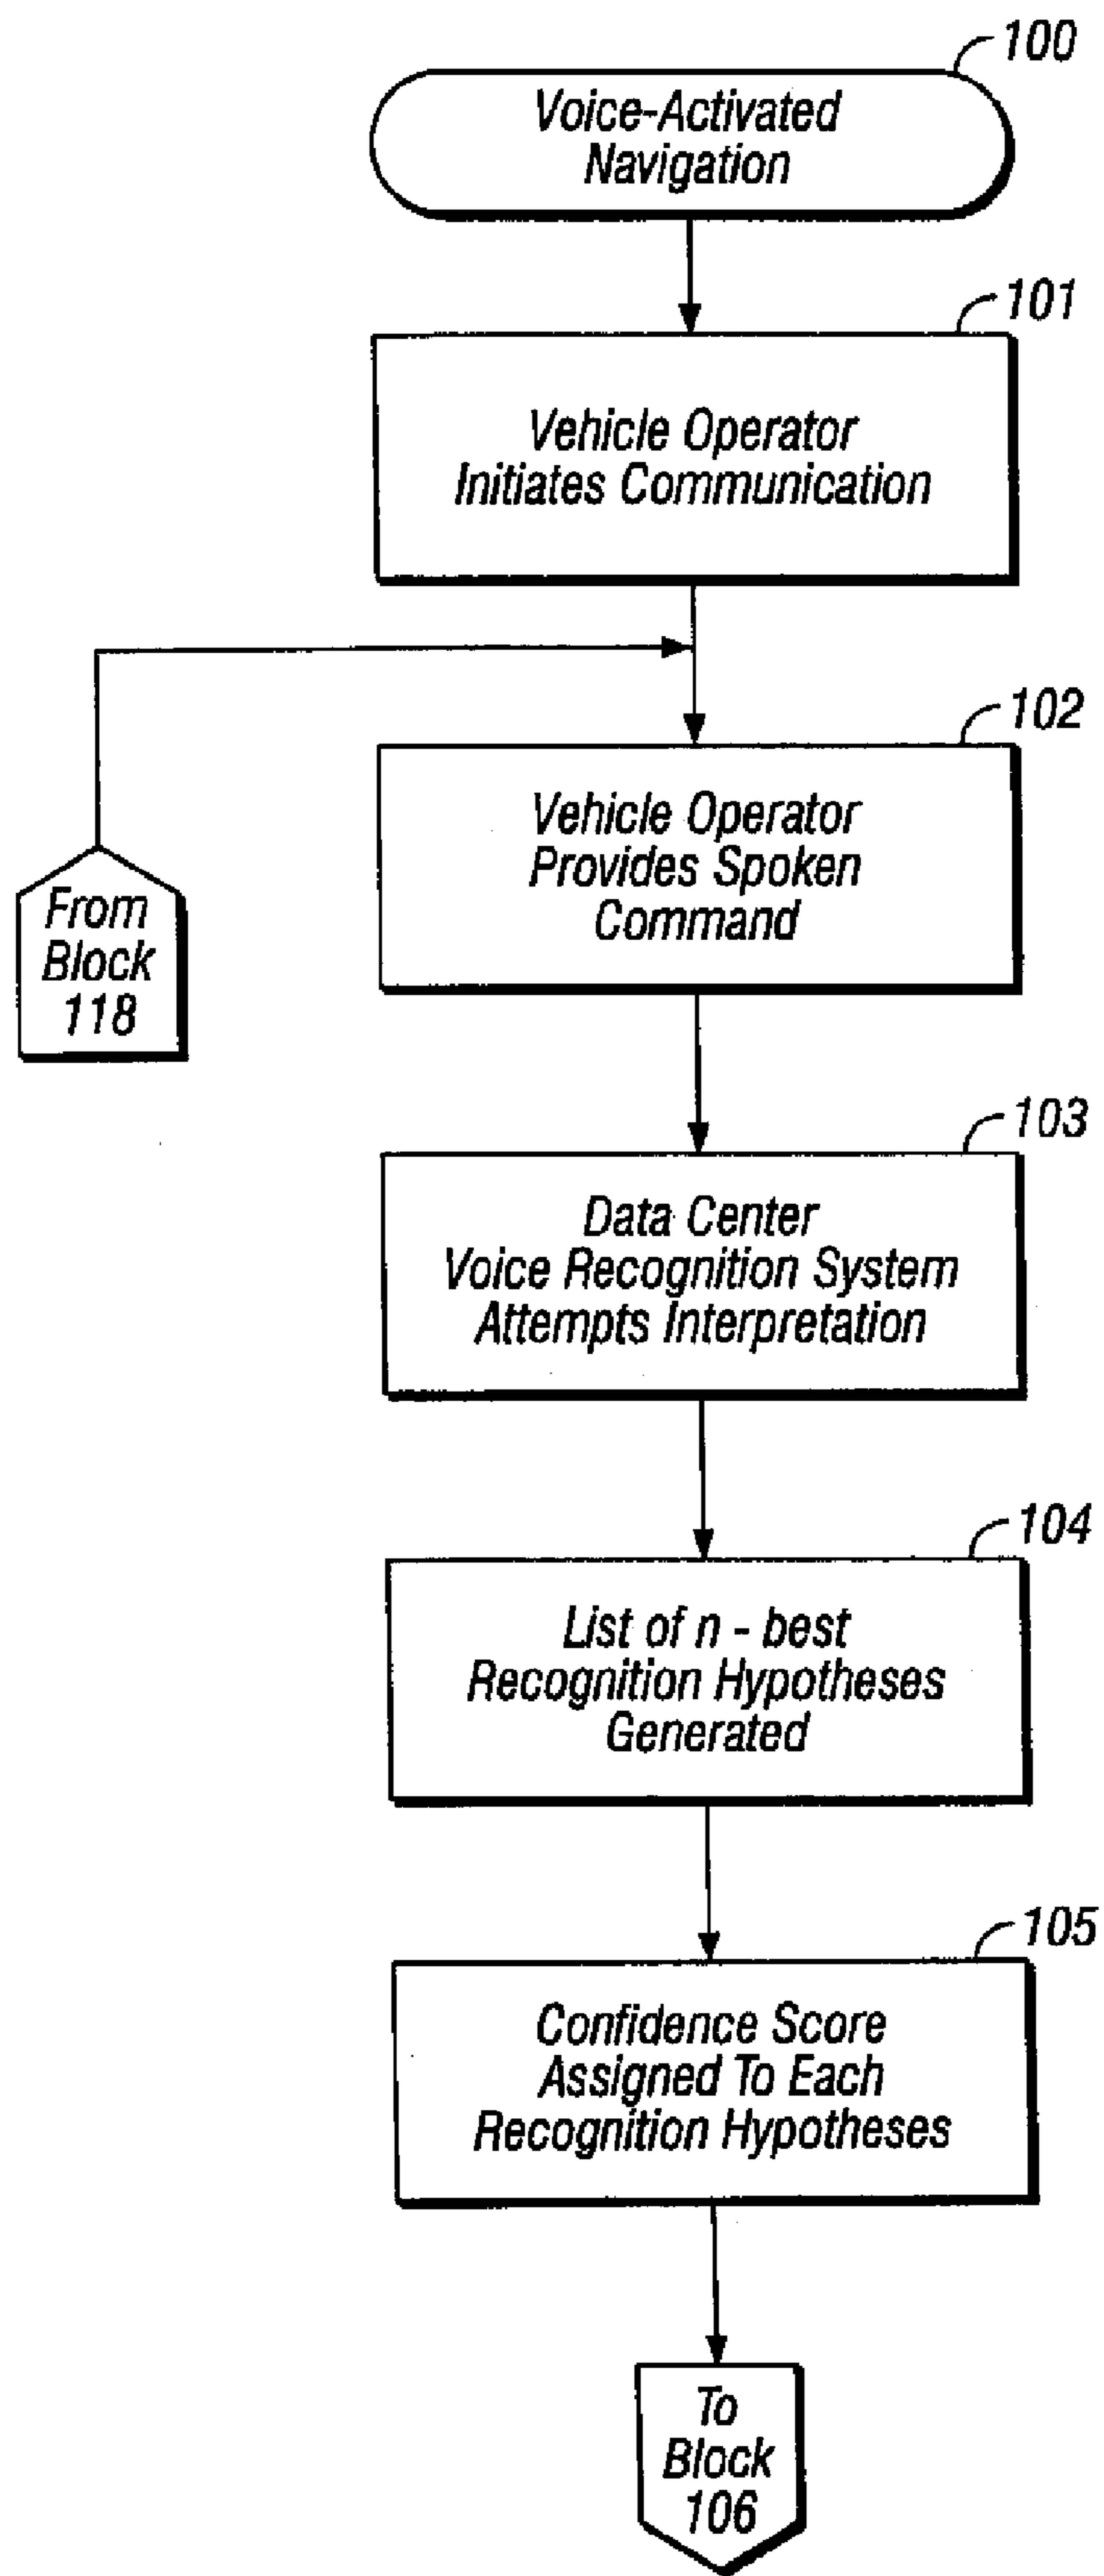 100
Voice-Activated
Navigation
101
Vehicle Operator
Initiates Communication
102
Vehicle Operator
Provides Spoken
Command
From
Block
118
103
Data Center
Voice Recognition System
Attempts Interpretation
104
List of n - best
Recognition Hypotheses
Generated
105
Confidence Score
Assigned To Each
Recognition Hypotheses
To
Block
106